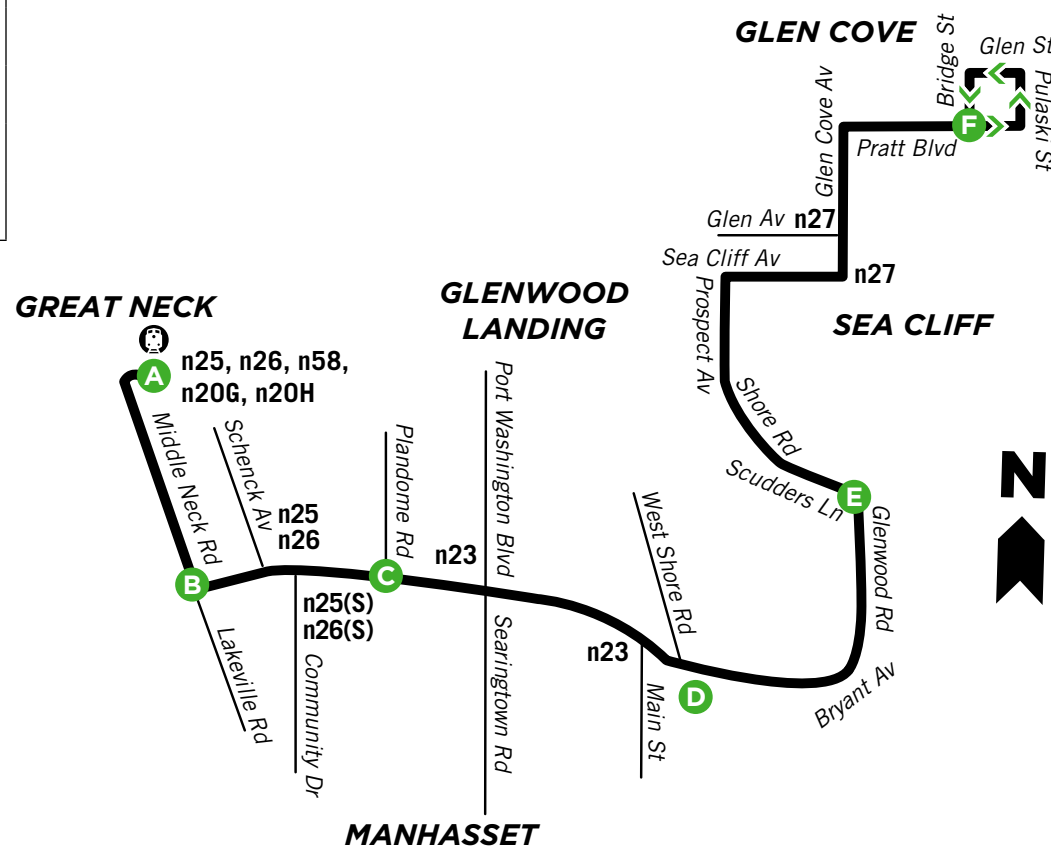 GLEN COVE
Bridge St
Glen St
Pulaski St
Glen Cove Av
F
Pratt Blvd
Glen Av n27
Sea Cliff Av
n27
GREAT NECK
GLENWOOD
LANDING
Prospect Av
SEA CLIFF
A
n25, n26, n58,
n20G, n20H
Middle Neck Rd
Schenck Av
Plandome Rd
Port Washington Blvd
Shore Rd
Scudders Ln
E
N
n25
n26
West Shore Rd
Glenwood Rd
n23
B
C
n25(S)
n26(S)
Lakeville Rd
Community Dr
Searingtown Rd
n23
Main St
D
Bryant Av
MANHASSET